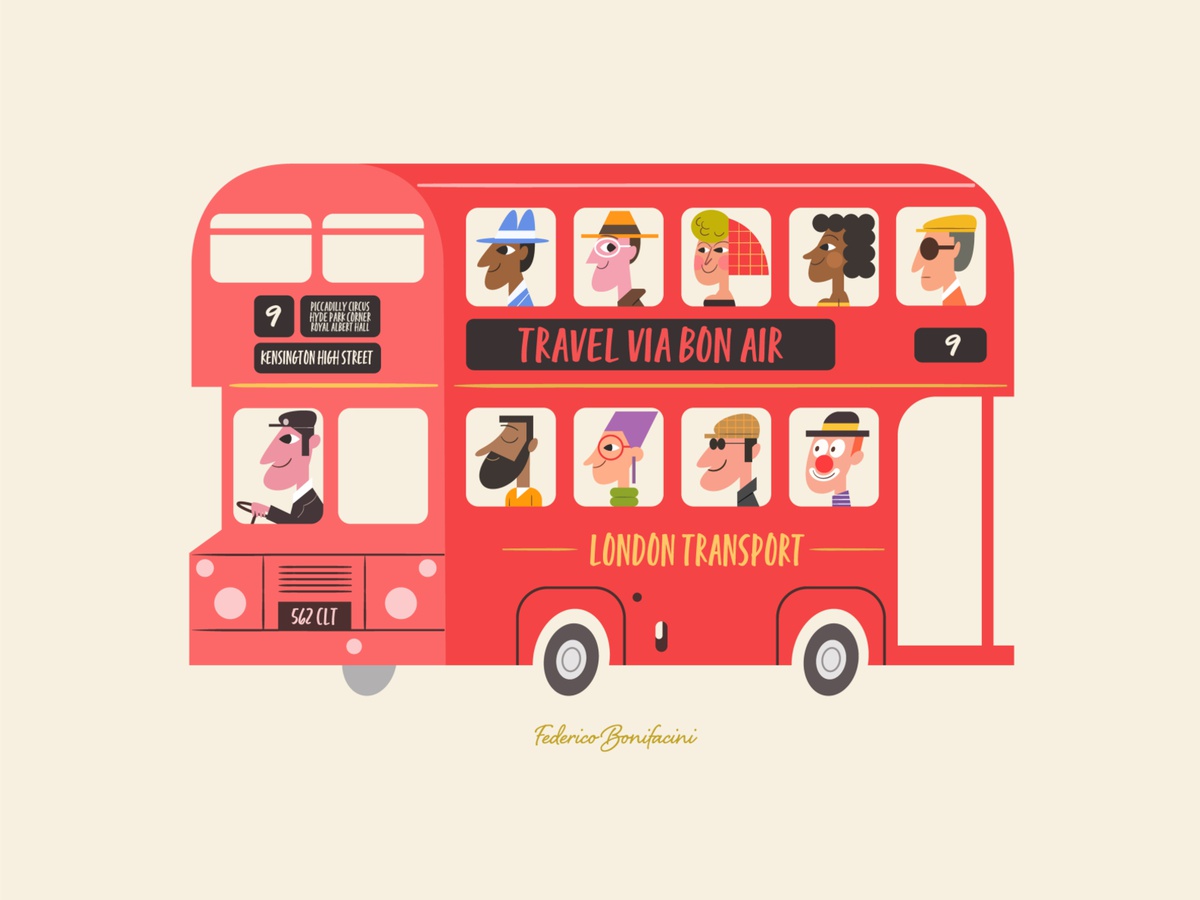 9
PICCADILLY CIRCUS
HYDE PARK CORNER
ROYAL ALBERT HALL
KENSINGTON HIGH STREET
TRAVEL VIA BON AIR
9
LONDON TRANSPORT
562 CLT
Federico Bonifacini